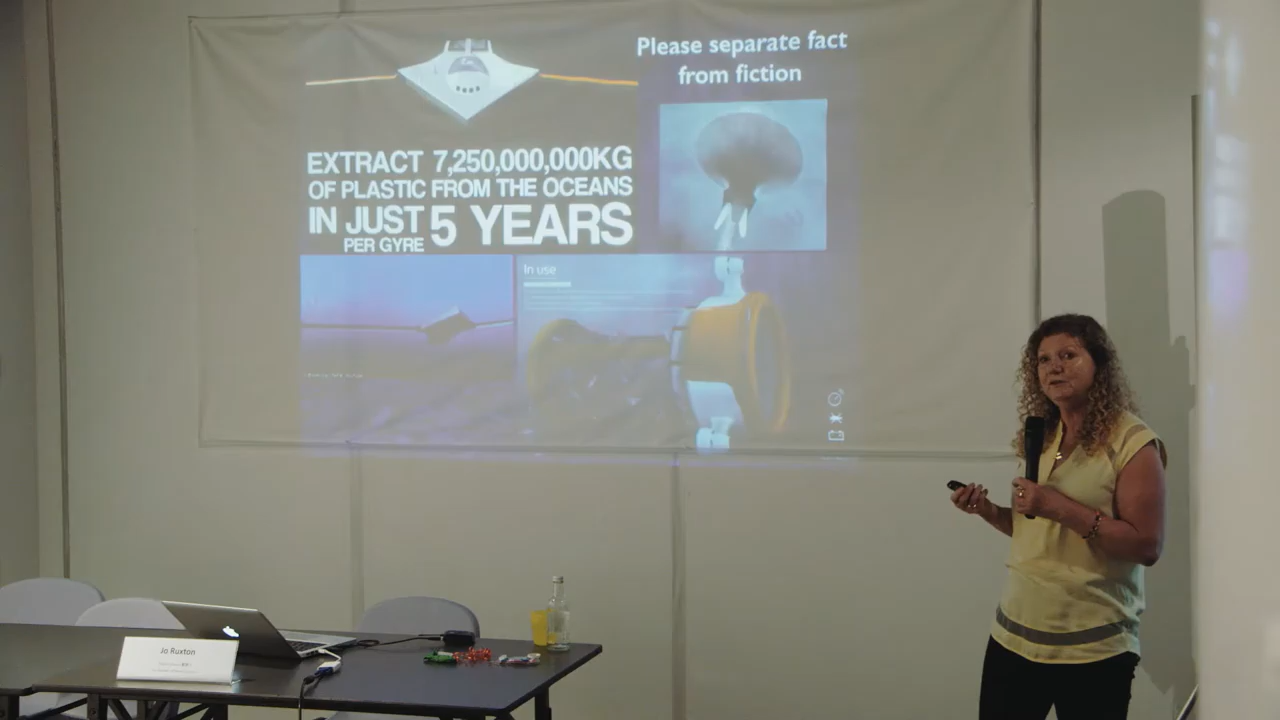 Please separate fact
from fiction
EXTRACT 7,250,000,000KG
OF PLASTIC FROM THE OCEANS
IN JUST 5 YEARS
PER GYRE
In use
Jo Ruxton